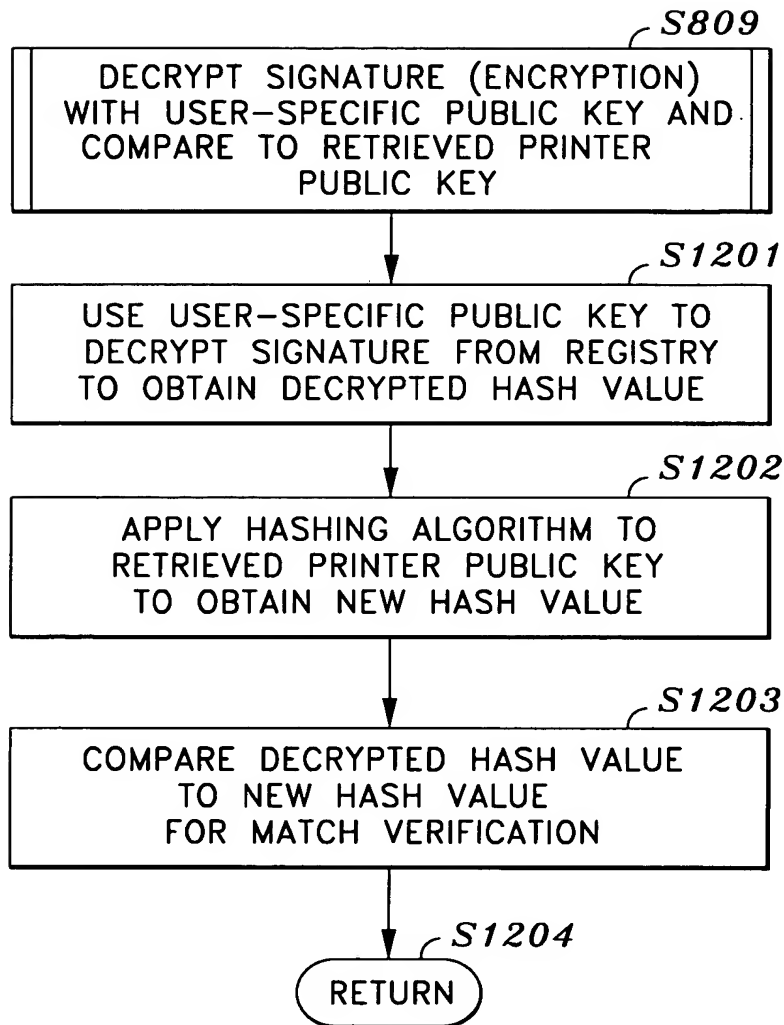 S809
DECRYPT SIGNATURE (ENCRYPTION)
WITH USER-SPECIFIC PUBLIC KEY AND
COMPARE TO RETRIEVED PRINTER
PUBLIC KEY
S1201
USE USER-SPECIFIC PUBLIC KEY TO
DECRYPT SIGNATURE FROM REGISTRY
TO OBTAIN DECRYPTED HASH VALUE
S1202
APPLY HASHING ALGORITHM TO
RETRIEVED PRINTER PUBLIC KEY
TO OBTAIN NEW HASH VALUE
S1203
COMPARE DECRYPTED HASH VALUE
TO NEW HASH VALUE
FOR MATCH VERIFICATION
S1204
RETURN